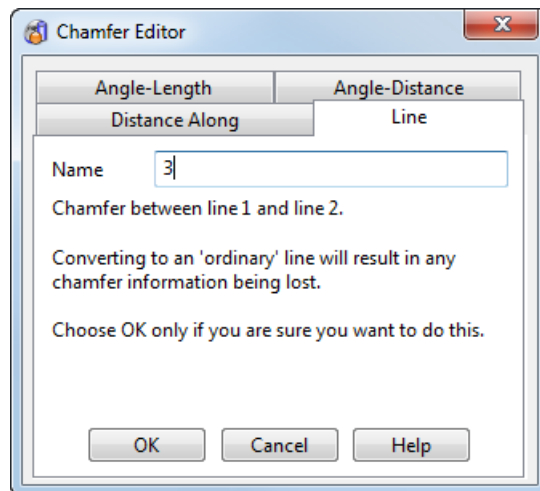 Chamfer Editor
Angle-Length Angle-Distance
Distance Along Line
Name 3
Chamfer between line 1 and line 2.
Converting to an 'ordinary' line will result in any
chamfer information being lost.
Choose OK only if you are sure you want to do this.
OK Cancel Help